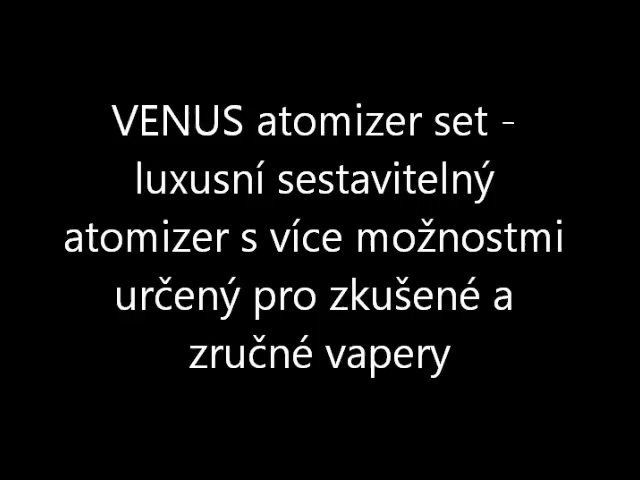 VENUS atomizer set -
luxusní sestavitelný
atomizer s více možnostmi
určený pro zkušené a
zručné vapery